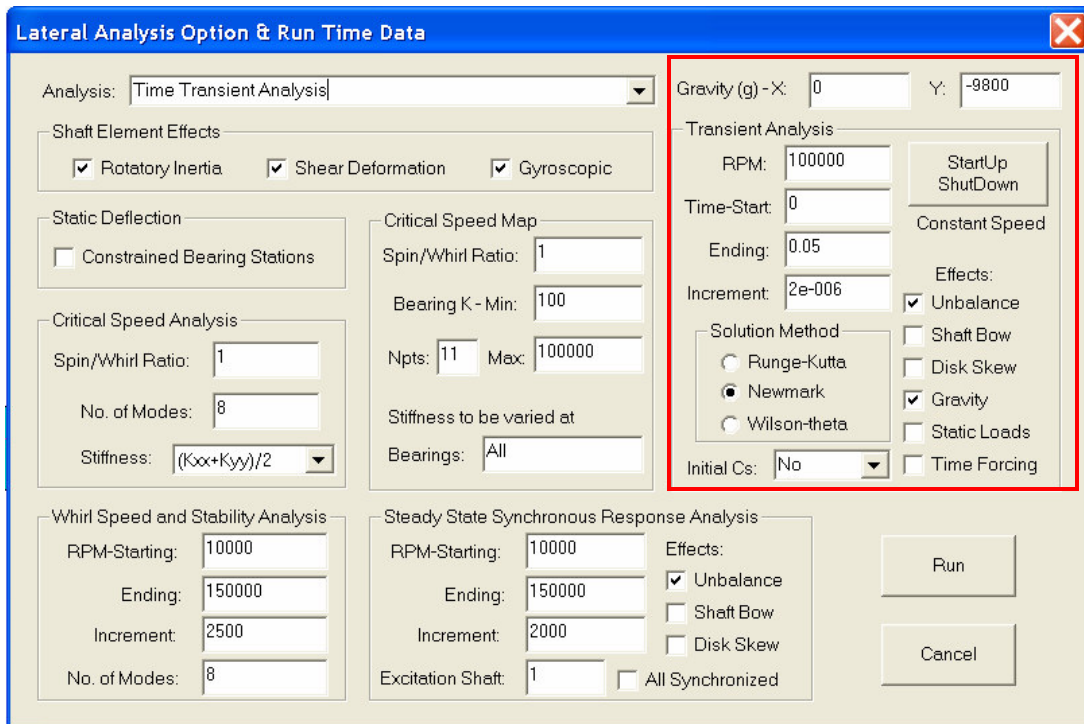 Lateral Analysis Option & Run Time Data
Analysis: Time Transient Analysis
Shaft Element Effects
Rotatory Inertia Shear Deformation Gyroscopic
Static Deflection
Constrained Bearing Stations
Critical Speed Analysis
Spin/Whirl Ratio: 1
No. of Modes: 8
Stiffness: (Kxx+Kyy)/2
Critical Speed Map
Spin/Whirl Ratio: 1
Bearing K - Min: 100
Npts: 11 Max: 100000
Stiffness to be varied at
Bearings: All
Gravity (g) - X: 0 Y: -9800
Transient Analysis
RPM: 100000
Time-Start: 0
Ending: 0.05
Increment: 2e-006
StartUp
ShutDown
Constant Speed
Solution Method
Runge-Kutta
Newmark
Wilson-theta
Initial Cs: No
Effects:
Unbalance
Shaft Bow
Disk Skew
Gravity
Static Loads
Time Forcing
Whirl Speed and Stability Analysis
RPM-Starting: 10000
Ending: 150000
Increment: 2500
No. of Modes: 8
Steady State Synchronous Response Analysis
RPM-Starting: 10000
Ending: 150000
Increment: 2000
Excitation Shaft: 1
Effects:
Unbalance
Shaft Bow
Disk Skew
All Synchronized
Run
Cancel